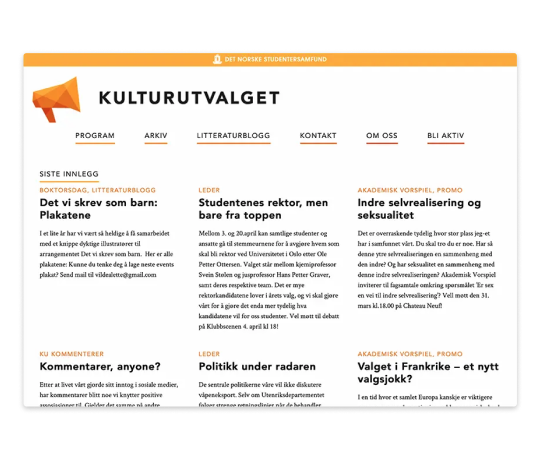 DET NORSKE STUDENTERSAMFUND
KULTURUTVALGET
PROGRAM ARKIV LITTERATURBLOGG KONTAKT OM OSS BLI AKTIV
SISTE INNLEGG
BOKTORSDAG, LITTERATURBLOGG
Det vi skrev som barn:
Plakatene
I et lite år har vi vært så heldige å få samarbeidet
med et knippe dyktige illustratører til
arrangementet Det vi skrev som barn. Her er alle
plakatene: Kunne du tenke deg å lage neste events
plakat? Send mail til vildealette@gmail.com
LEDER
Studentenes rektor, men
bare fra toppen
Mellom 3. og 20.april kan samtlige studenter og
ansatte gå til stemmeurnene for å avgjøre hvem som
skal bli rektor ved Universitetet i Oslo etter Ole
Petter Ottersen. Valget står mellom kjemiprofessor
Svein Stølen og jusprofessor Hans Petter Graver,
samt deres respektive team. Det er mye
rektorkandidatene lover i årets valg, og vi skal gjøre
vårt for å gjøre det enda mer tydelig hva
kandidatene vil for oss studenter. Vel møtt til debatt
på Klubbscenen 4. april kl 18!
AKADEMISK VORSPIEL, PROMO
Indre selvrealisering og
seksualitet
Det er overraskende tydelig hvor stor plass jeg-et
har i samfunnet vårt. Du skal tro du er noe. Har så
denne ytre selvrealiseringen en sammenheng med
den indre? Og har seksualitet en sammenheng med
denne indre selvrealiseringen? Akademisk Vorspiel
inviterer til fagsamtale omkring spørsmålet 'Er sex
en vei til indre selvrealisering'? Vell møtt den 31.
mars kl.18.00 på Chateau Neuf!
KU KOMMENTERER
Kommentarer, anyone?
Etter at livet vårt gjorde sitt inntog i sosiale medier,
har kommentarer blitt noe vi knytter positive
assosiasjoner til. Gjelder det samme på andre
LEDER
Politikk under radaren
De sentrale politikerne våre vil ikke diskutere
våpeneksport. Selv om Utenriksdepartementet
følger strenge retningslinjer når de behandler
AKADEMISK VORSPIEL, PROMO
Valget i Frankrike – et nytt
valgsjokk?
I en tid hvor et samlet Europa kanskje er viktigere